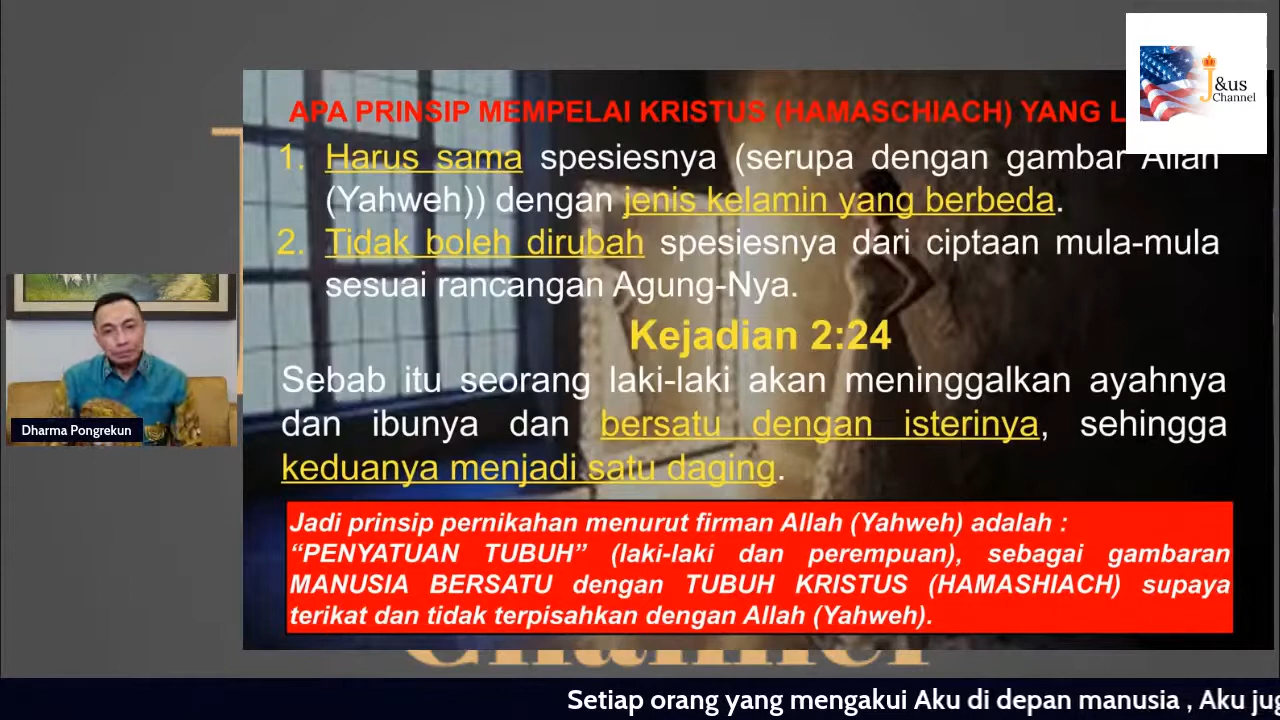 APA PRINSIP MEMPELAI KRISTUS (HAMASCHIACH) YANG
J&us
Channel
1. Harus sama spesiesnya (serupa dengan gambar Allah
(Yahweh)) dengan jenis kelamin yang berbeda.
2. Tidak boleh dirubah spesiesnya dari ciptaan mula-mula
sesuai rancangan Agung-Nya.
Kejadian 2:24
Sebab itu seorang laki-laki akan meninggalkan ayahnya
dan ibunya dan bersatu dengan isterinya, sehingga
keduanya menjadi satu daging.
Dharma Pongrekun
Jadi prinsip pernikahan menurut firman Allah (Yahweh) adalah :
“PENYATUAN TUBUH” (laki-laki dan perempuan), sebagai gambaran
MANUSIA BERSATU dengan TUBUH KRISTUS (HAMASHIACH) supaya
terikat dan tidak terpisahkan dengan Allah (Yahweh).
Channel
Setiap orang yang mengakui Aku di depan manusia , Aku